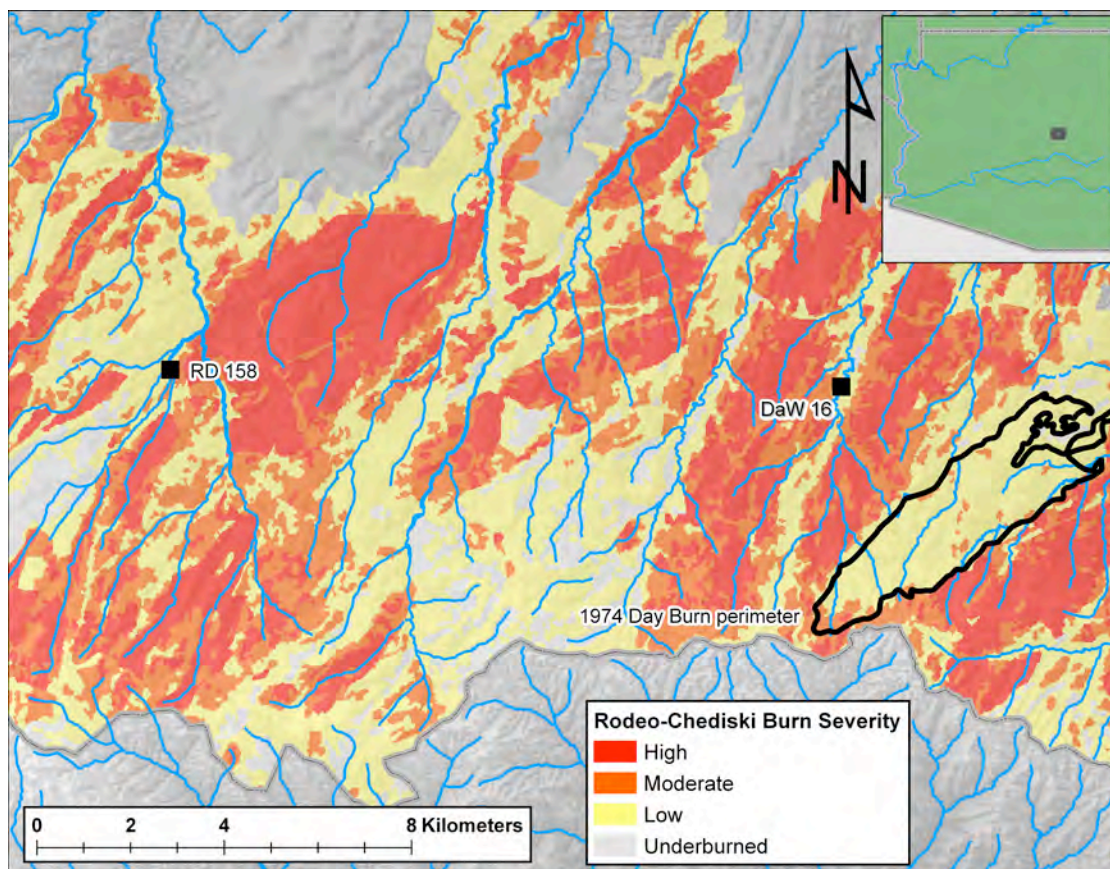 N
RD 158
DaW 16
1974 Day Burn perimeter
Rodeo-Chediski Burn Severity
High
Moderate
Low
Underburned
0 2 4 8 Kilometers